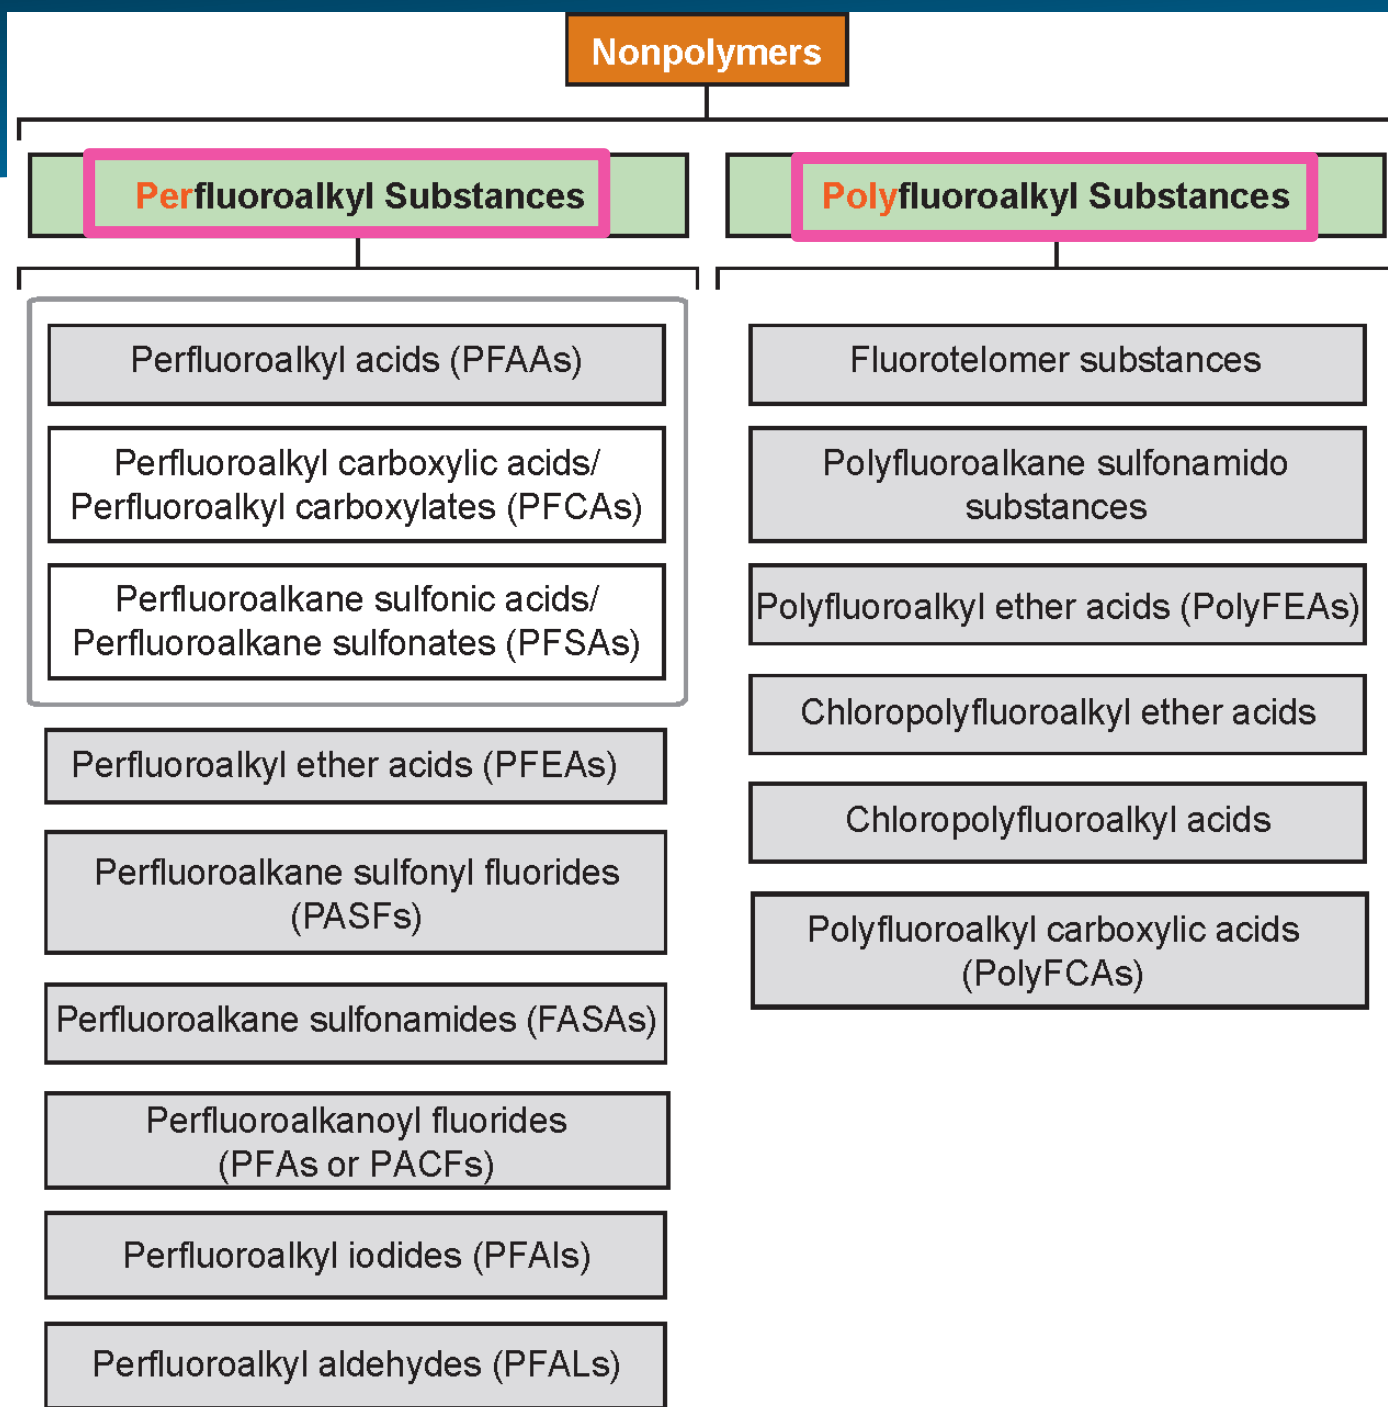 Nonpolymers
Perfluoroalkyl Substances
Perfluoroalkyl acids (PFAAs)
Perfluoroalkyl carboxylic acids/
Perfluoroalkyl carboxylates (PFCAs)
Perfluoroalkane sulfonic acids/
Perfluoroalkane sulfonates (PFSAs)
Perfluoroalkyl ether acids (PFEAs)
Perfluoroalkane sulfonyl fluorides
(PASFs)
Perfluoroalkane sulfonamides (FASAs)
Perfluoroalkanoyl fluorides
(PFAs or PACFs)
Perfluoroalkyl iodides (PFAIs)
Perfluoroalkyl aldehydes (PFALs)
Polyfluoroalkyl Substances
Fluorotelomer substances
Polyfluoroalkane sulfonamido
substances
Polyfluoroalkyl ether acids (PolyFEAs)
Chloropolyfluoroalkyl ether acids
Chloropolyfluoroalkyl acids
Polyfluoroalkyl carboxylic acids
(PolyFCAs)